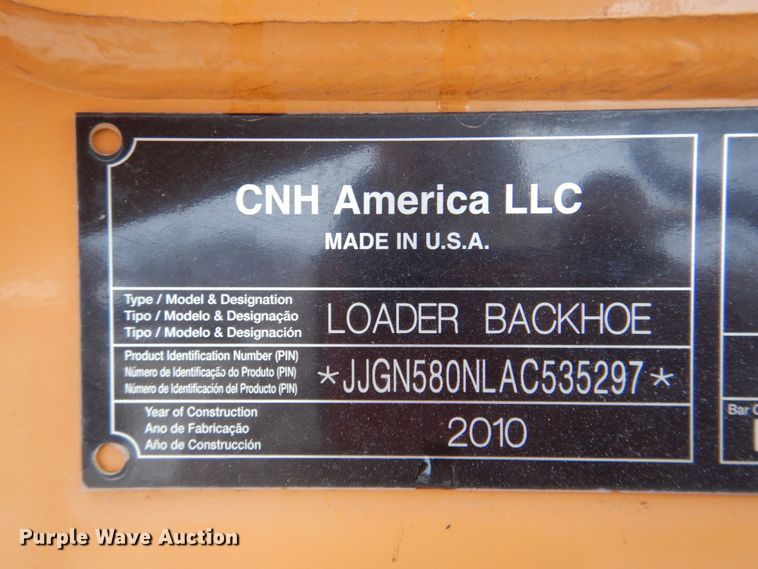 CNH America LLC
MADE IN U.S.A.
Type / Model & Designation
Tipo / Modelo & Designação
Tipo / Modelo & Designación
LOADER BACKHOE
Product Identification Number (PIN)
Número de Identificação do Produto (PIN)
Número de Identificación del Producto (PIN)
*JJGN580NLAC535297*
Year of Construction
Ano de Fabricação
Año de Construcción
2010
Bar
Purple Wave Auction